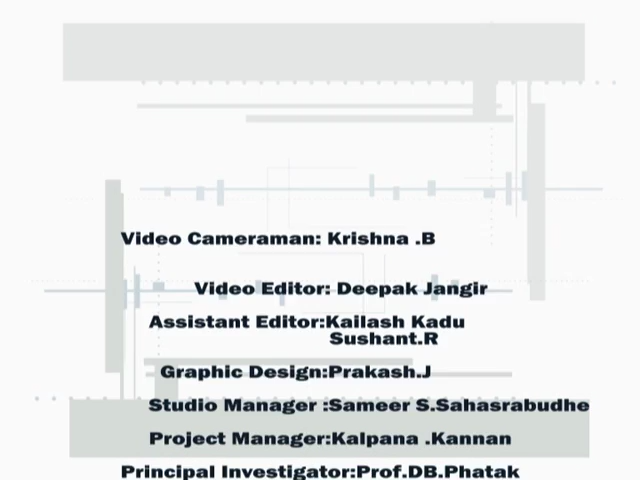 Video Cameraman: Krishna .B
Video Editor: Deepak Jangir
Assistant Editor:Kailash Kadu
Sushant.R
Graphic Design:Prakash.J
Studio Manager :Sameer S.Sahasrabudhe
Project Manager:Kalpana .Kannan
Principal Investigator:Prof.DB.Phatak